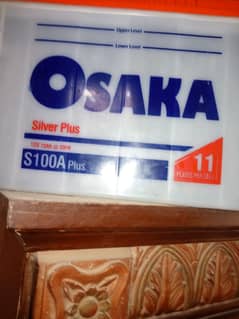 Upper Level
Lower Level
OSAKA
Silver Plus
S100A Plus
11
PLATES PER CELL